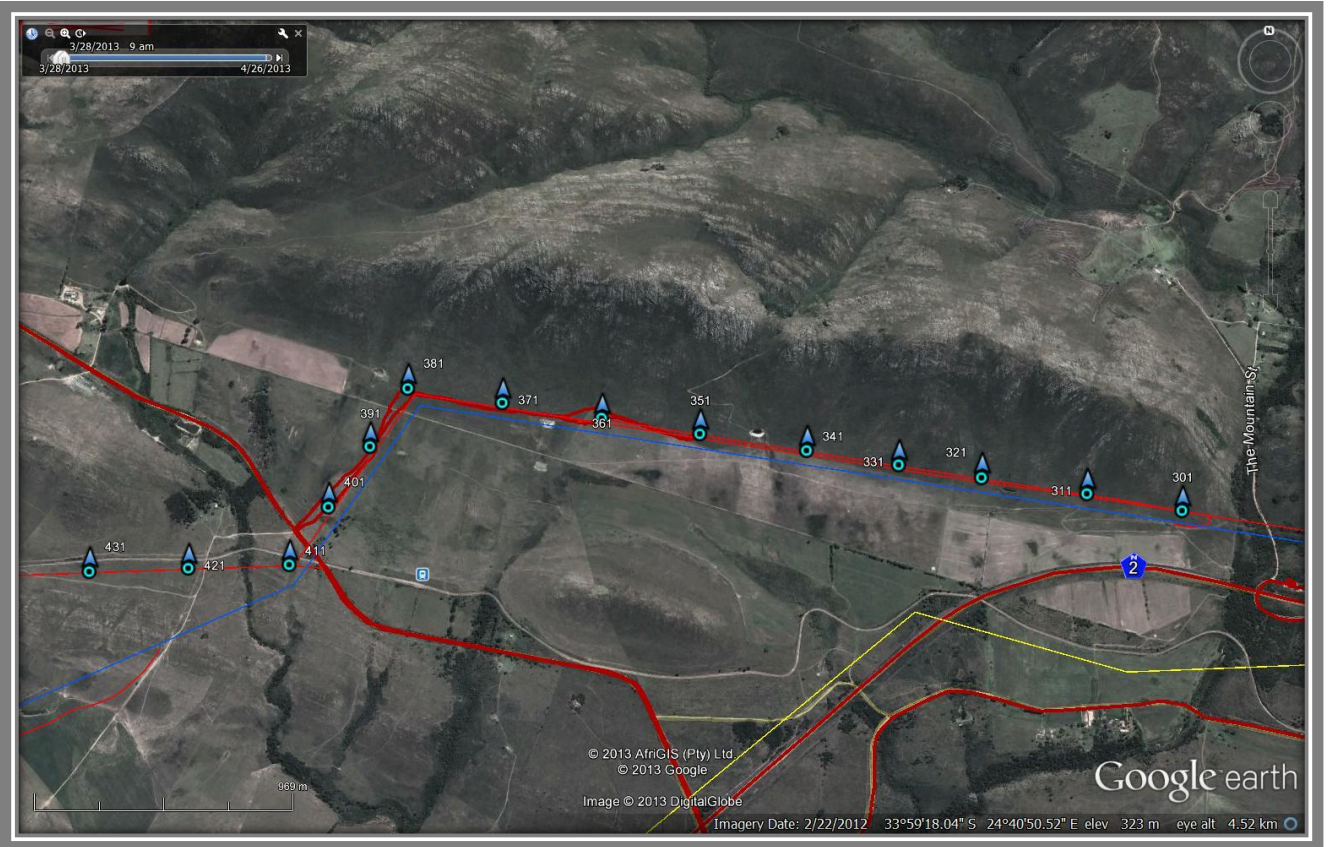 3/28/2013 9 am
3/28/2013 4/26/2013
N
381
371
391
361
351
341
331
321
311
301
401
411
421
431
The Mountain St
N
2
969 m
© 2013 AfriGIS (Pty) Ltd.
© 2013 Google
Image © 2013 DigitalGlobe
Google earth
Imagery Date: 2/22/2012 33°59'18.04" S 24°40'50.52" E elev 323 m eye alt 4.52 km